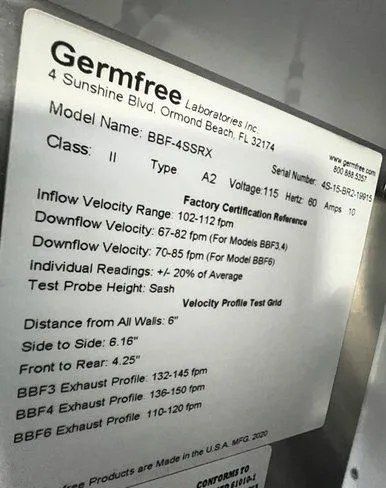 Germfree Laboratories Inc.
4 Sunshine Blvd. Ormond Beach, FL 32174
www.germfree.com
800 888 5357
Model Name: BBF-4SSRX
Serial Number: 4S-15-BR2-19915
Class: II Type A2 Voltage:115 Hertz 60 Amps 10
Factory Certification Reference
Inflow Velocity Range: 102-112 fpm
Downflow Velocity: 67-82 fpm (For Models BBF3,4)
Downflow Velocity: 70-85 fpm (For Model BBF6)
Individual Readings: +/- 20% of Average
Test Probe Height: Sash
Velocity Profile Test Grid
Distance from All Walls: 6"
Side to Side: 6.16"
Front to Rear: 4.25"
BBF3 Exhaust Profile: 132-145 fpm
BBF4 Exhaust Profile: 136-150 fpm
BBF6 Exhaust Profile: 110-120 fpm
free Products are Made in the U.S.A. MFG. 2020
CONFORMS TO
61010-1